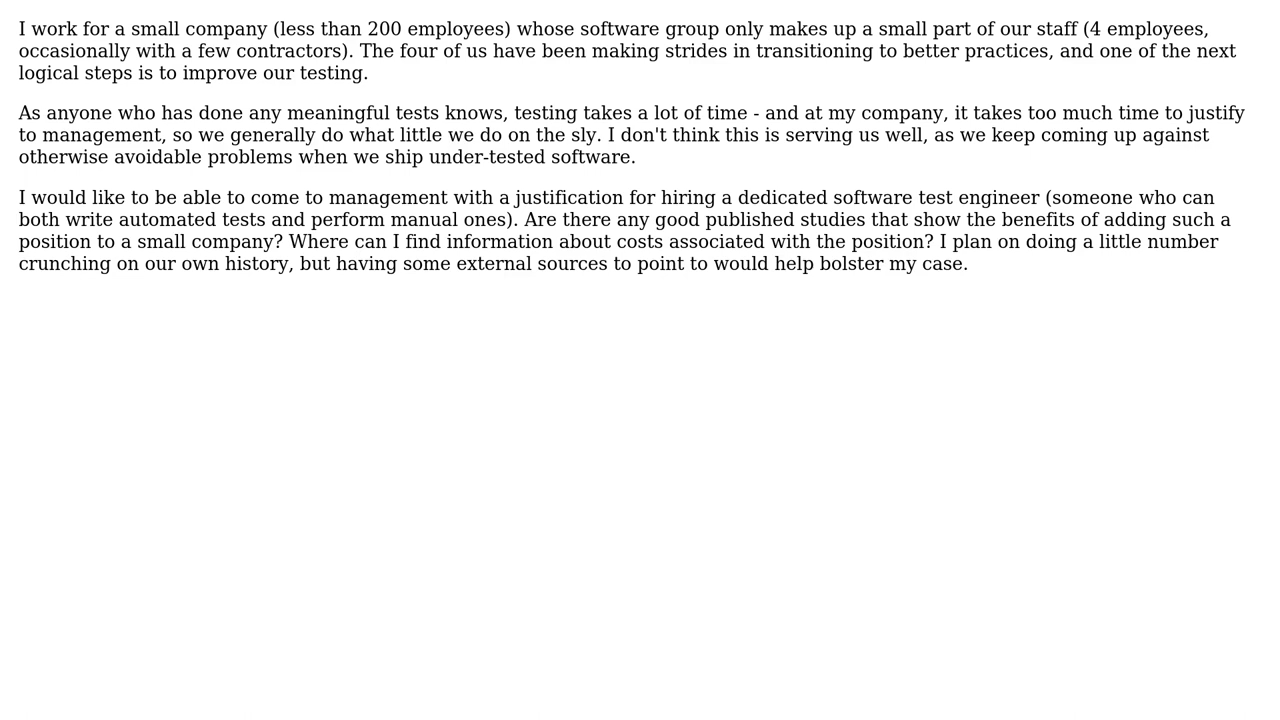 I work for a small company (less than 200 employees) whose software group only makes up a small part of our staff (4 employees,
occasionally with a few contractors). The four of us have been making strides in transitioning to better practices, and one of the next
logical steps is to improve our testing.
As anyone who has done any meaningful tests knows, testing takes a lot of time - and at my company, it takes too much time to justify
to management, so we generally do what little we do on the sly. I don't think this is serving us well, as we keep coming up against
otherwise avoidable problems when we ship under-tested software.
I would like to be able to come to management with a justification for hiring a dedicated software test engineer (someone who can
both write automated tests and perform manual ones). Are there any good published studies that show the benefits of adding such a
position to a small company? Where can I find information about costs associated with the position? I plan on doing a little number
crunching on our own history, but having some external sources to point to would help bolster my case.